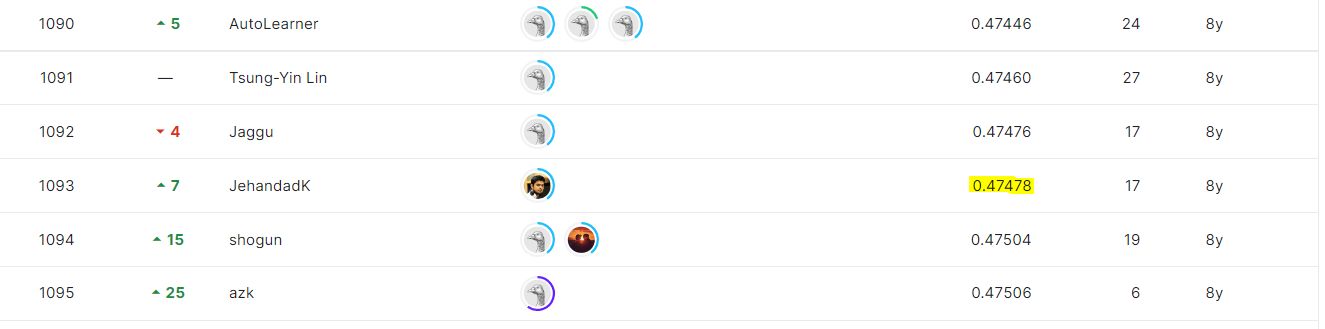 1090 5 AutoLearner 0.47446 24 8y
1091 — Tsung-Yin Lin 0.47460 27 8y
1092 4 Jaggu 0.47476 17 8y
1093 7 JehandadK 0.47478 17 8y
1094 15 shogun 0.47504 19 8y
1095 25 azk 0.47506 6 8y